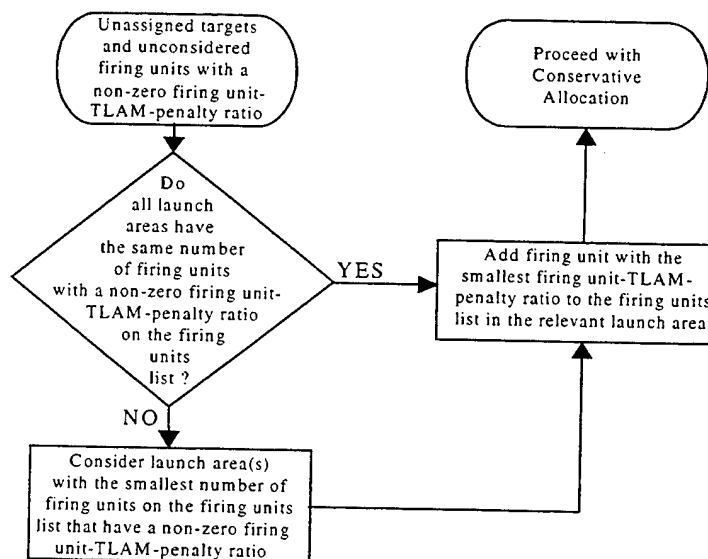 Unassigned targets
and unconsidered
firing units with a
non-zero firing unit-
TLAM-penalty ratio
Proceed with
Conservative
Allocation
Do
all launch
areas have
the same number
of firing units
with a non-zero firing unit-
TLAM-penalty ratio
on the firing
units
list ?
YES
Add firing unit with the
smallest firing unit-TLAM-
penalty ratio to the firing units
list in the relevant launch area
NO
Consider launch area(s)
with the smallest number of
firing units on the firing units
list that have a non-zero firing
unit-TLAM-penalty ratio